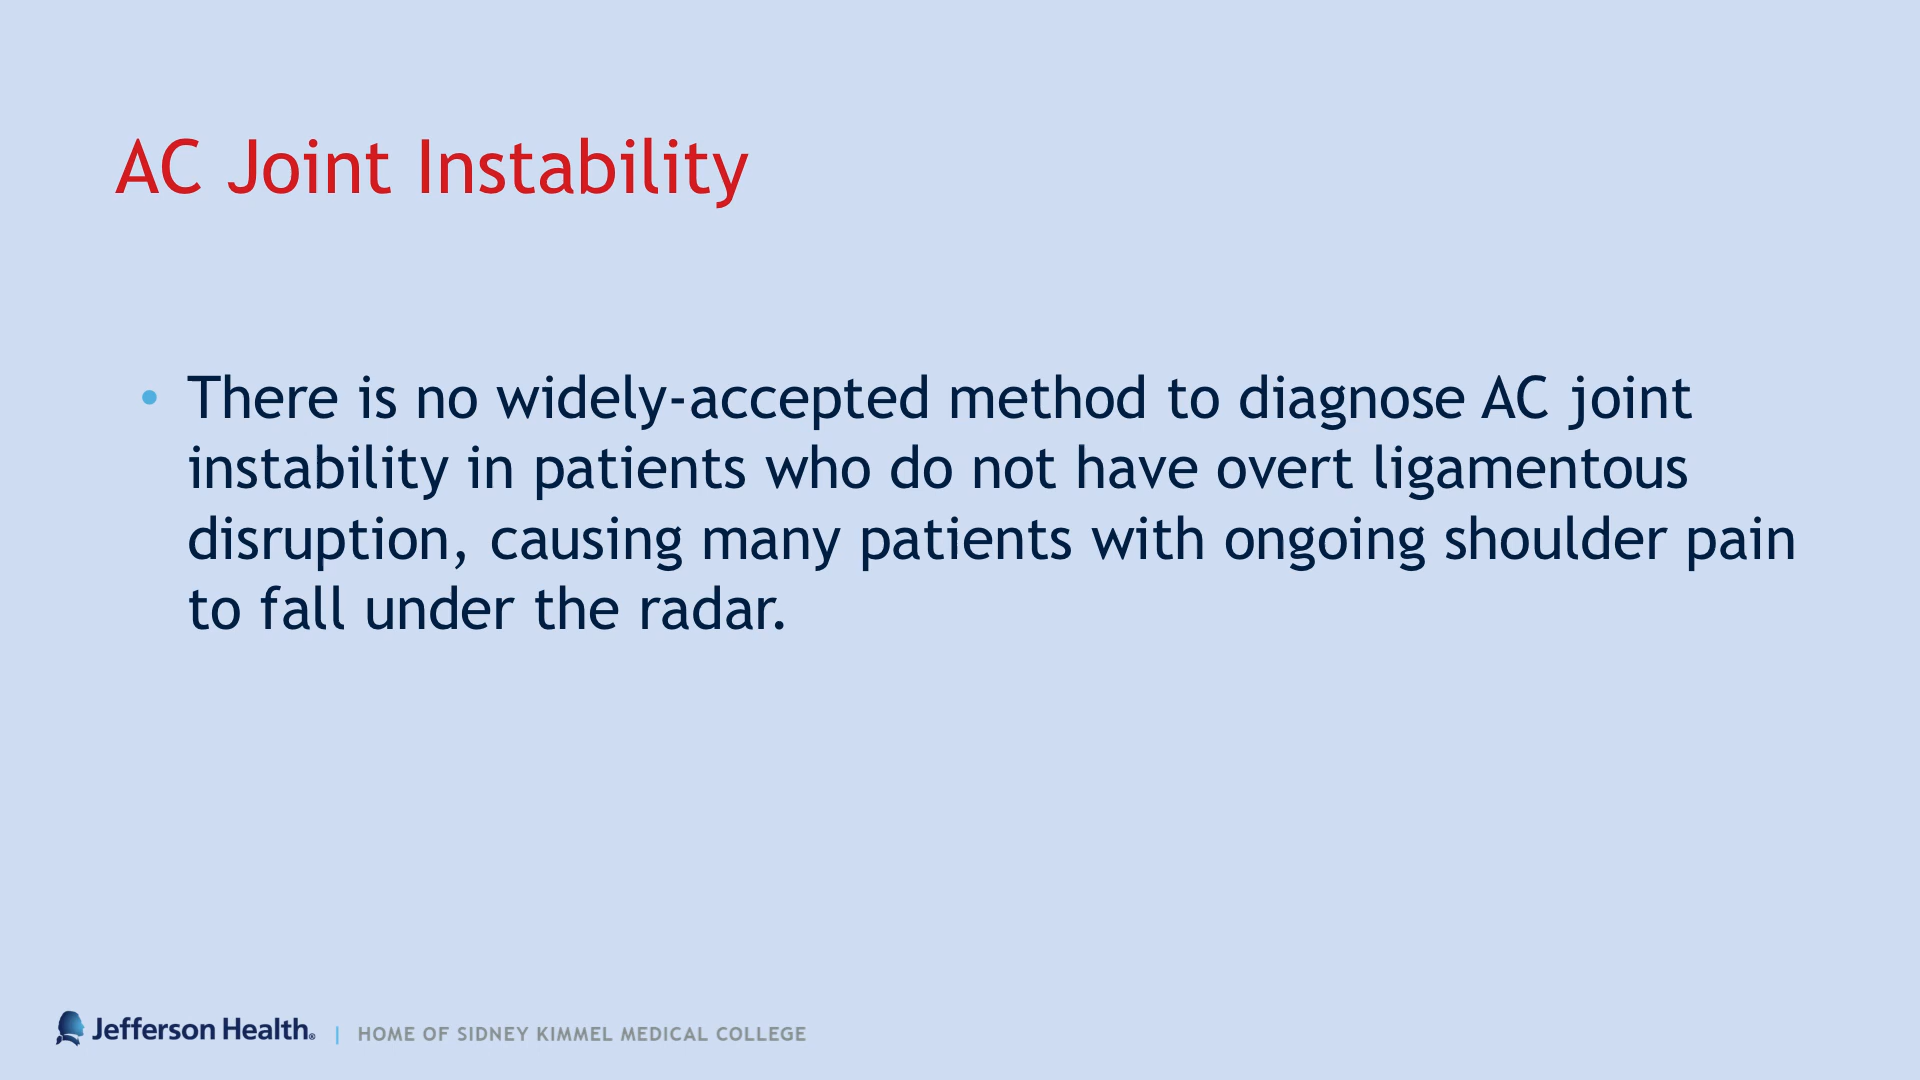 AC Joint Instability
• There is no widely-accepted method to diagnose AC joint
instability in patients who do not have overt ligamentous
disruption, causing many patients with ongoing shoulder pain
to fall under the radar.
Jefferson Health® | HOME OF SIDNEY KIMMEL MEDICAL COLLEGE